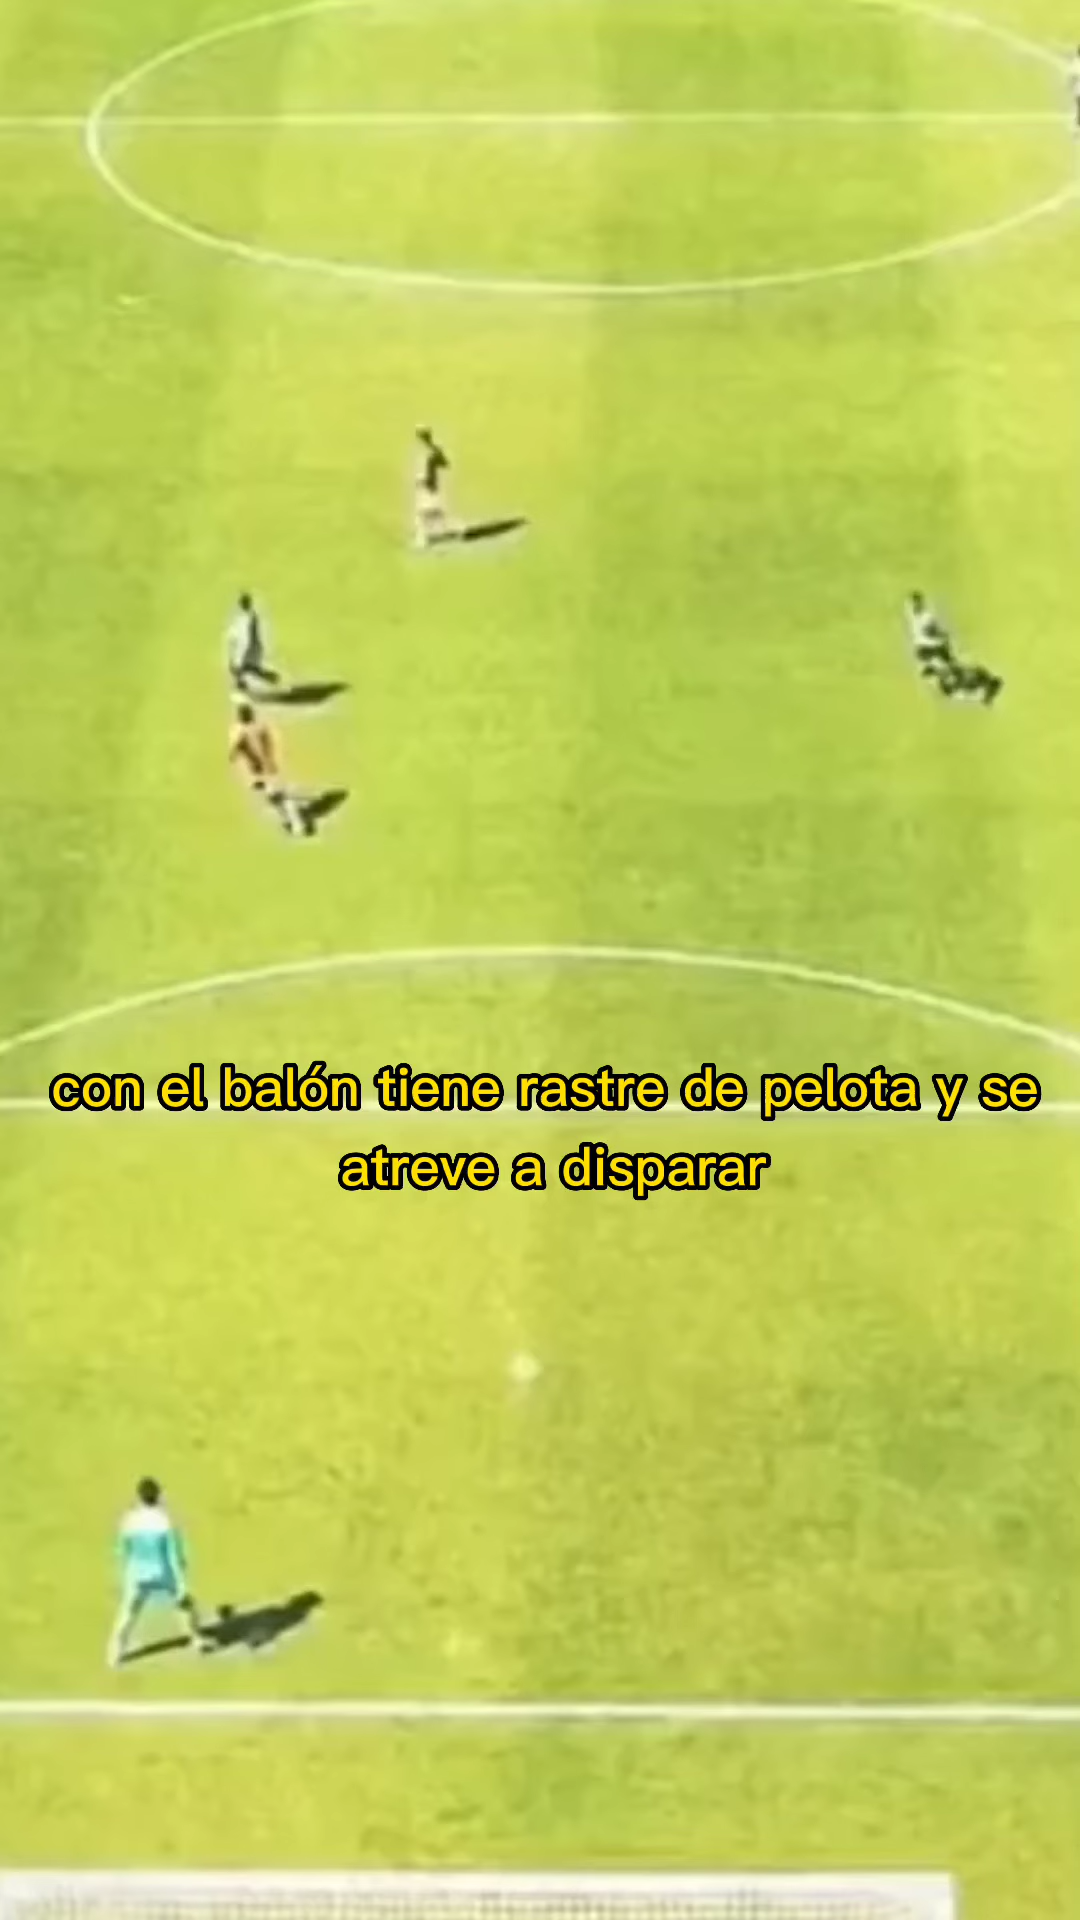 con el balón tiene rastre de pelota y se
atreve a disparar